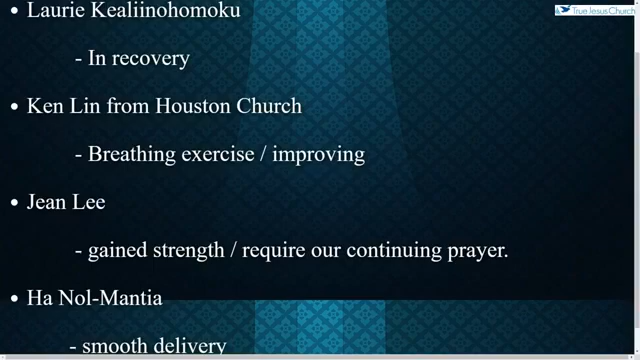 True Jesus Church
• Laurie Kealiinohomoku
- In recovery
• Ken Lin from Houston Church
- Breathing exercise / improving
• Jean Lee
- gained strength / require our continuing prayer.
• Ha Nol-Mantia
- smooth delivery